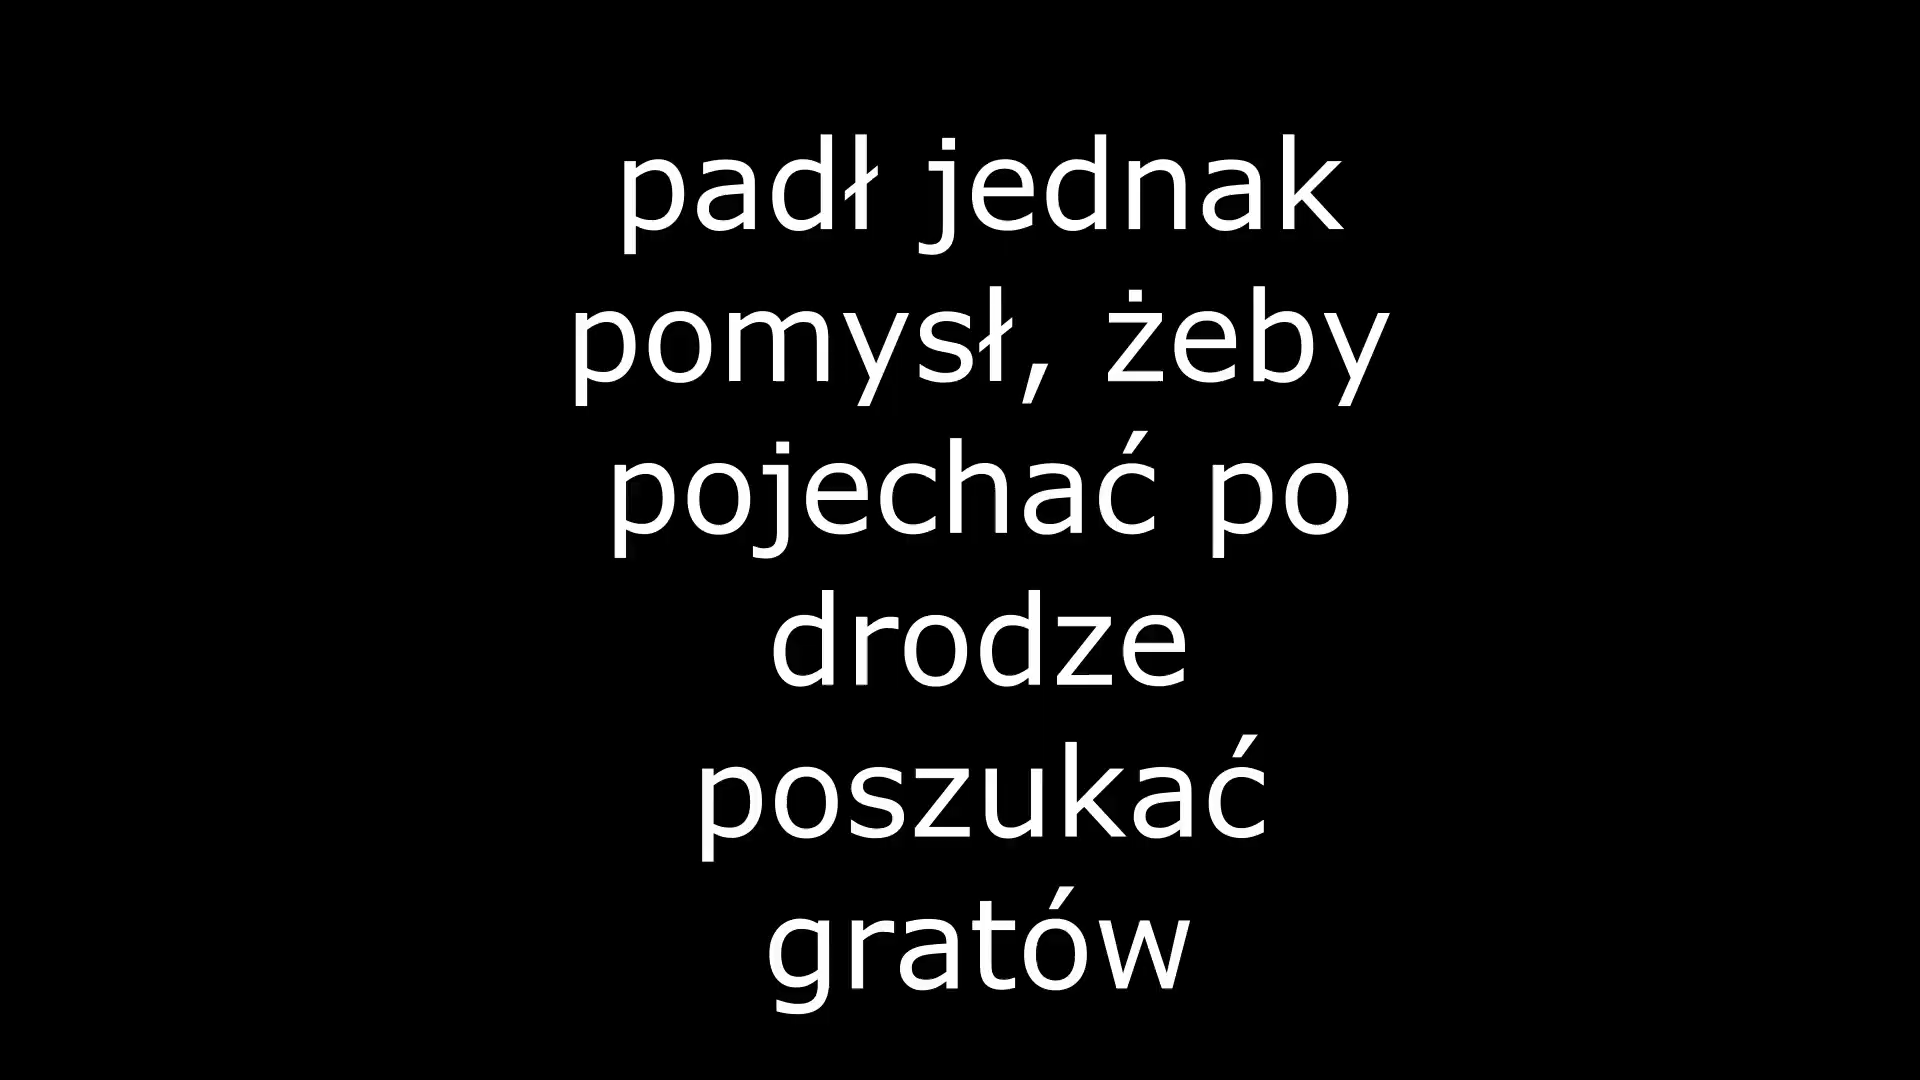 padł jednak
pomysł, żeby
pojechać po
drodze
poszukać
gratów